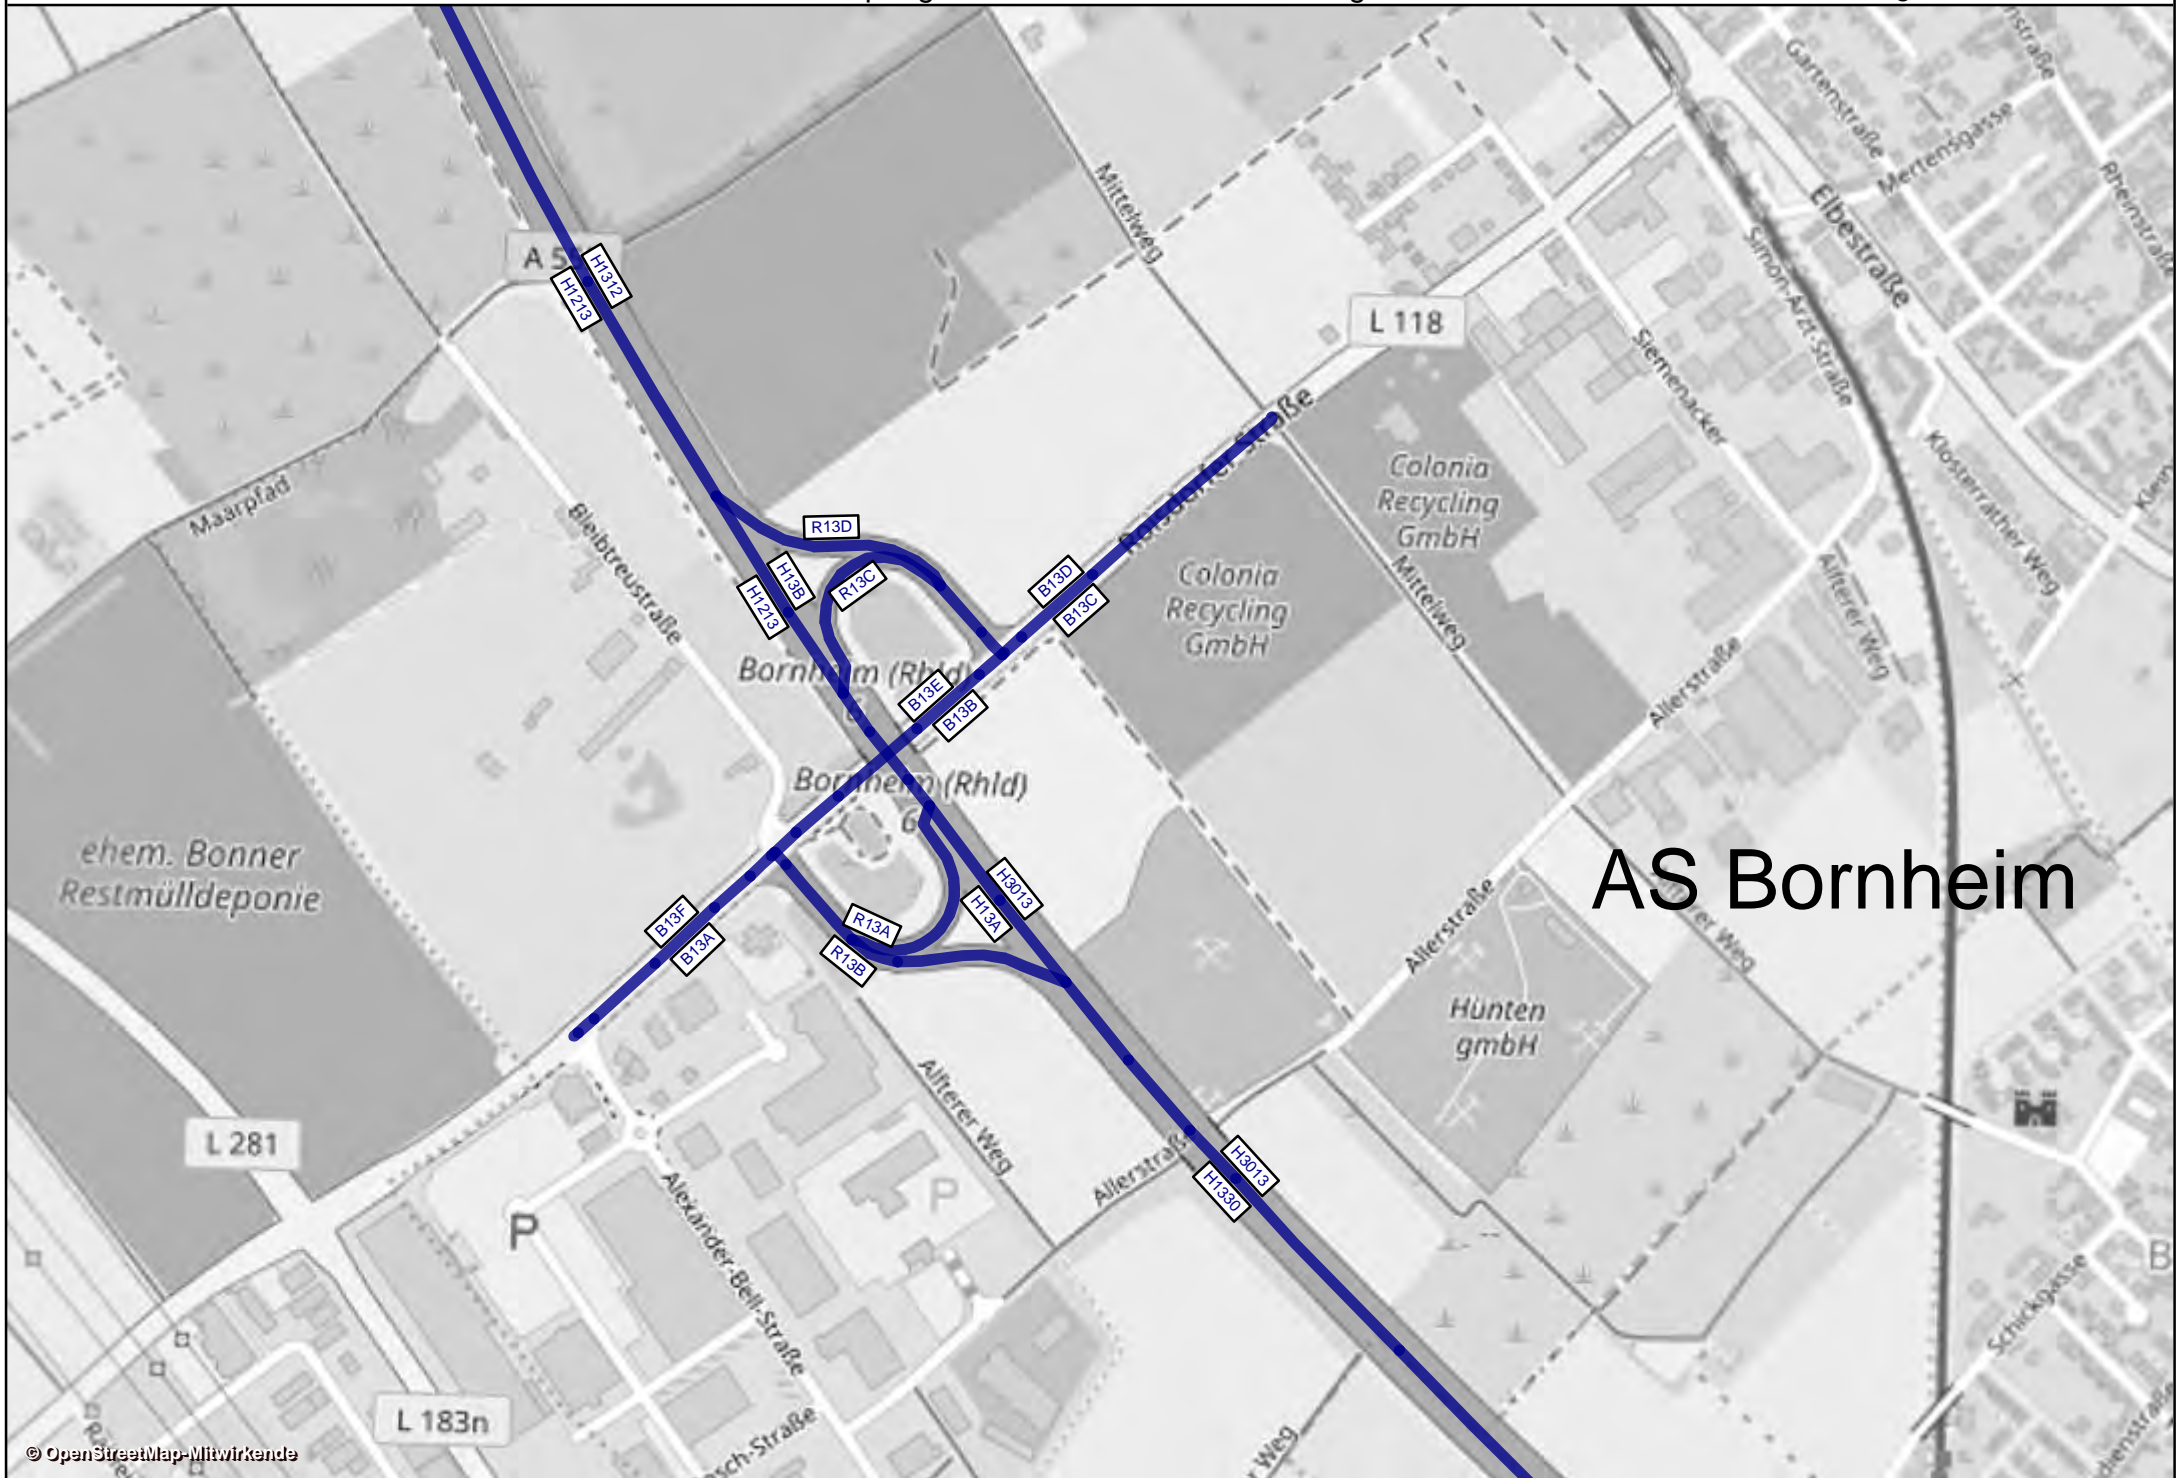 Gartenstraße
Mertensgasse
Rheinstraße
Elbestraße
Mittelweg
Simon-Arzt-Straße
H1312
H1213
L 118
Siemenacker
Klosterrather Weg
Maarpfad
Bleibtreustraße
Colonia
Recycling
GmbH
R13D
H13B
H1213
R13C
B13D
B13C
Colonia
Recycling
GmbH
Mittelweg
Alfterer Weg
Allerstraße
Bornheim (Rhld)
6
B13E
B13B
Bornheim (Rhld)
6
ehem. Bonner
Restmülldeponie
AS Bornheim
H3013
H13A
R13A
R13B
B13F
B13A
Allerstraße
Hünten
gmbH
Alfterer Weg
L 281
Allerstraße
H3013
H1330
P
P
Alexander-Bell-Straße
Schickgasse
B
L 183n
Weg
© OpenStreetMap-Mitwirkende